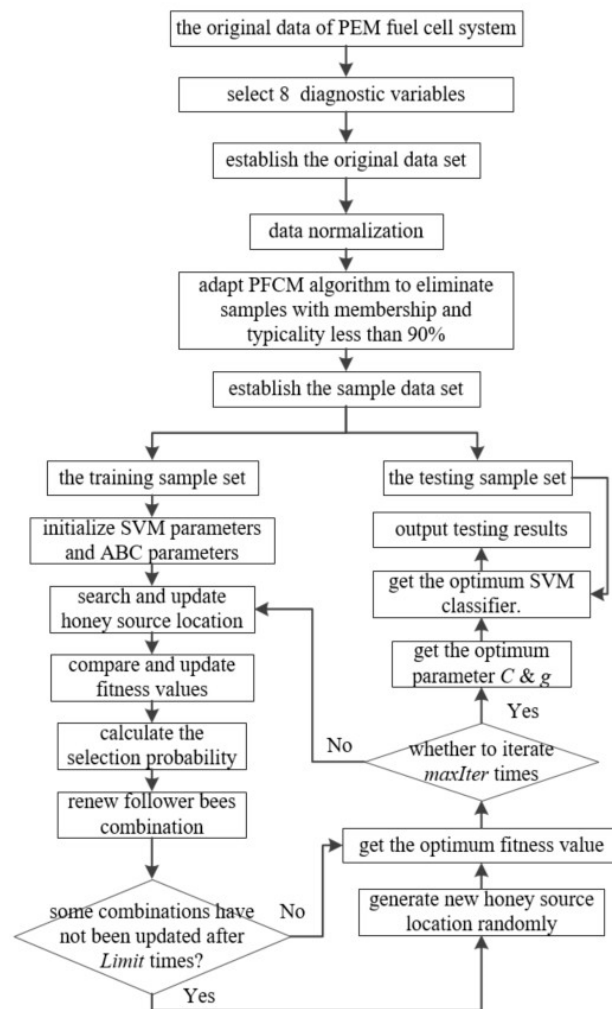 the original data of PEM fuel cell system
select 8 diagnostic variables
establish the original data set
data normalization
adapt PFCM algorithm to eliminate
samples with membership and
typicality less than 90%
establish the sample data set
the training sample set
initialize SVM parameters
and ABC parameters
search and update
honey source location
compare and update
fitness values
calculate the
selection probability
renew follower bees
combination
some combinations have
not been updated after
Limit times?
No
Yes
the testing sample set
output testing results
get the optimum SVM
classifier.
get the optimum
parameter C & g
Yes
No
whether to iterate
maxIter times
get the optimum fitness value
generate new honey source
location randomly